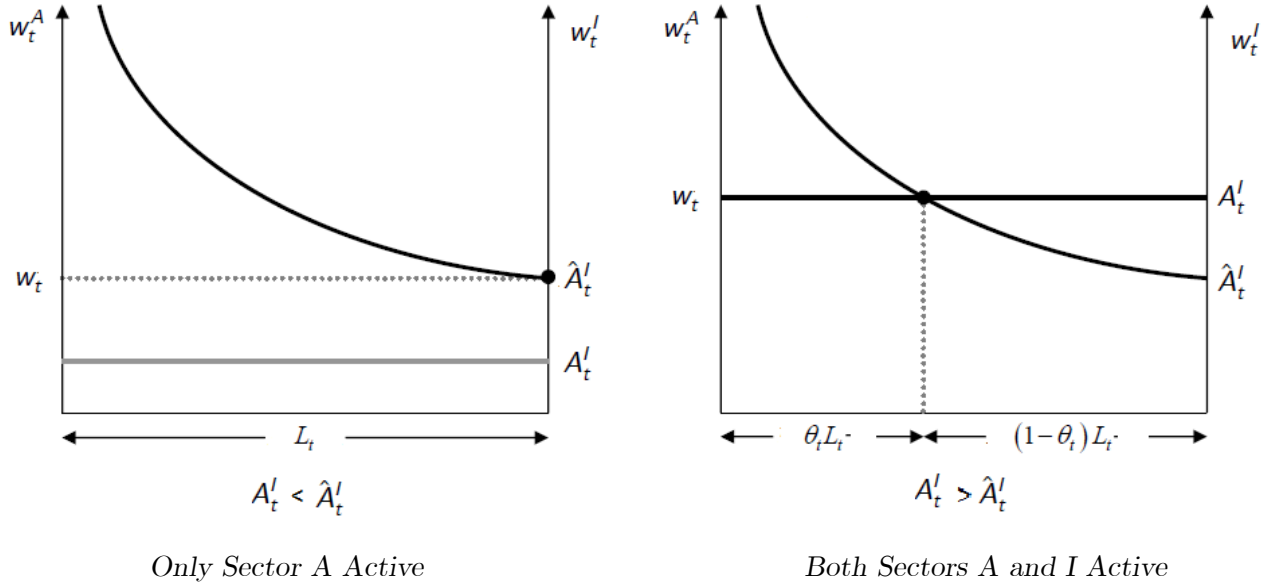 w_t^A
w_t^I
w_t
Â_t^I
A_t^I
L_t
A_t^I < Â_t^I
Only Sector A Active
w_t^A
w_t^I
w_t
A_t^I
Â_t^I
θ_t L_t
(1−θ_t) L_t
A_t^I > Â_t^I
Both Sectors A and I Active